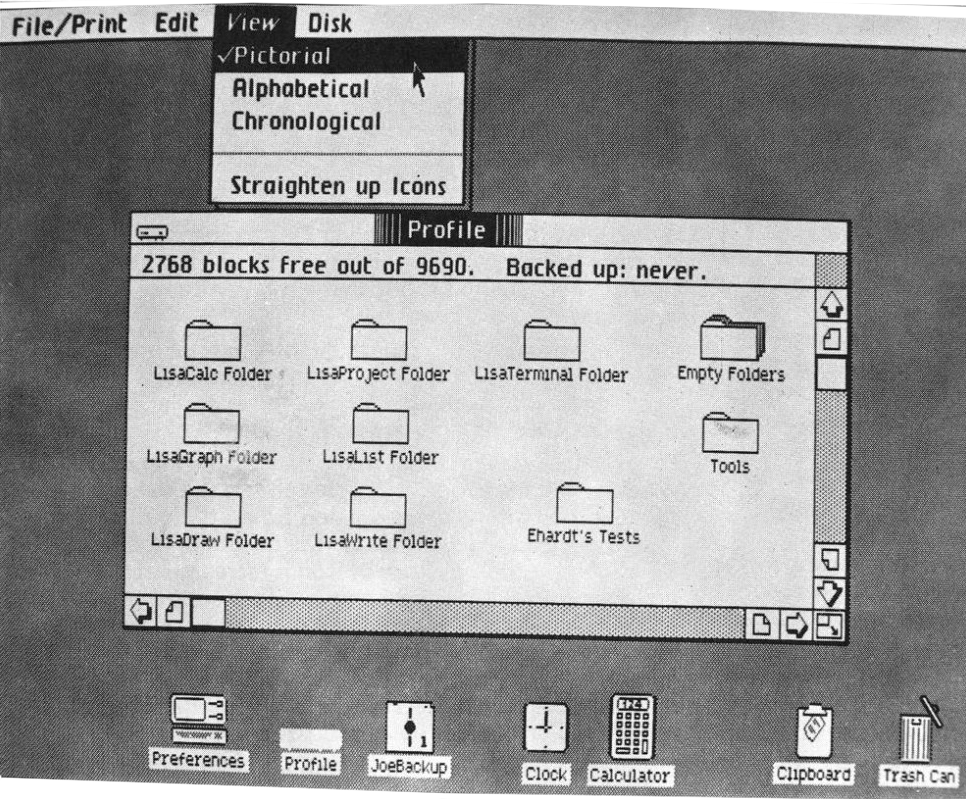 File/Print Edit View Disk
✓Pictorial
Alphabetical
Chronological
Straighten up Icons
Profile
2768 blocks free out of 9690. Backed up: never.
LisaCalc Folder LisaProject Folder LisaTerminal Folder Empty Folders
LisaGraph Folder LisaList Folder Tools
LisaDraw Folder LisaWrite Folder Ehardt's Tests
1
Preferences Profile JoeBackup Clock Calculator Clipboard Trash Can